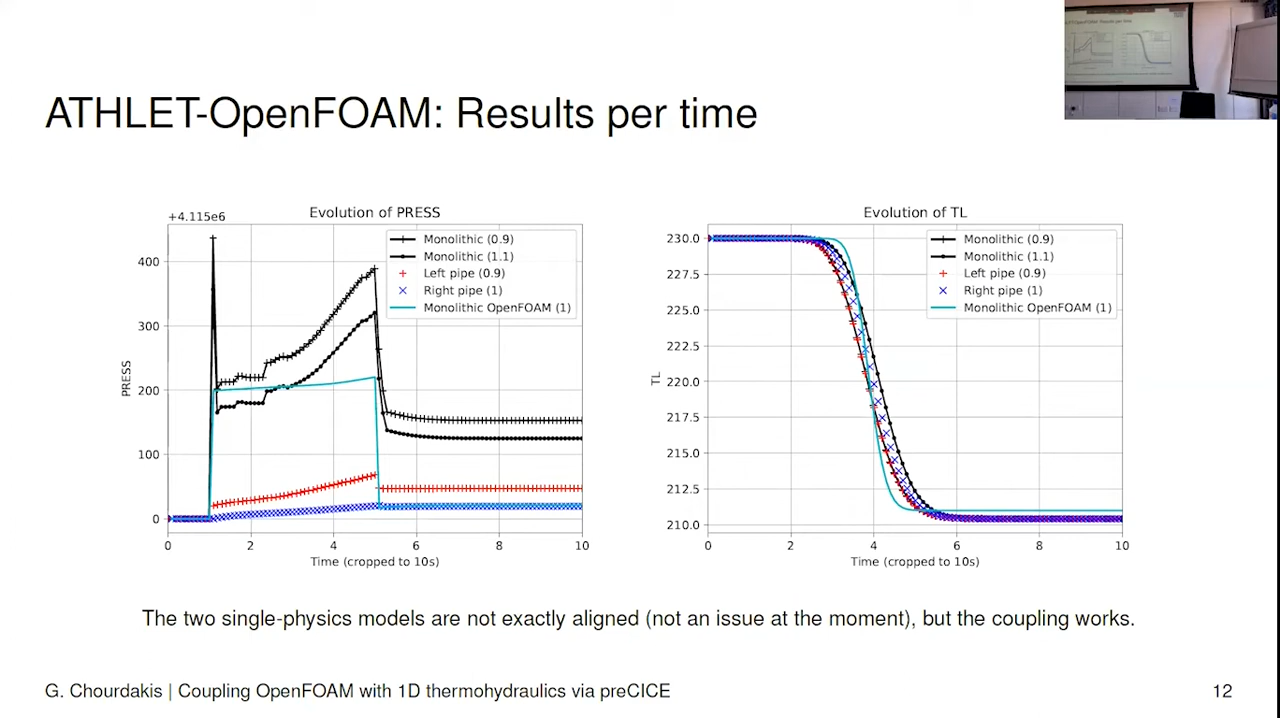 ATHLET-OpenFOAM: Results per time
+4.115e6
Evolution of PRESS
Monolithic (0.9)
Monolithic (1.1)
Left pipe (0.9)
Right pipe (1)
Monolithic OpenFOAM (1)
PRESS
400
300
200
100
0
0 2 4 6 8 10
Time (cropped to 10s)
Evolution of TL
Monolithic (0.9)
Monolithic (1.1)
Left pipe (0.9)
Right pipe (1)
Monolithic OpenFOAM (1)
TL
230.0
227.5
225.0
222.5
220.0
217.5
215.0
212.5
210.0
0 2 4 6 8 10
Time (cropped to 10s)
The two single-physics models are not exactly aligned (not an issue at the moment), but the coupling works.
G. Chourdakis | Coupling OpenFOAM with 1D thermohydraulics via preCICE
12